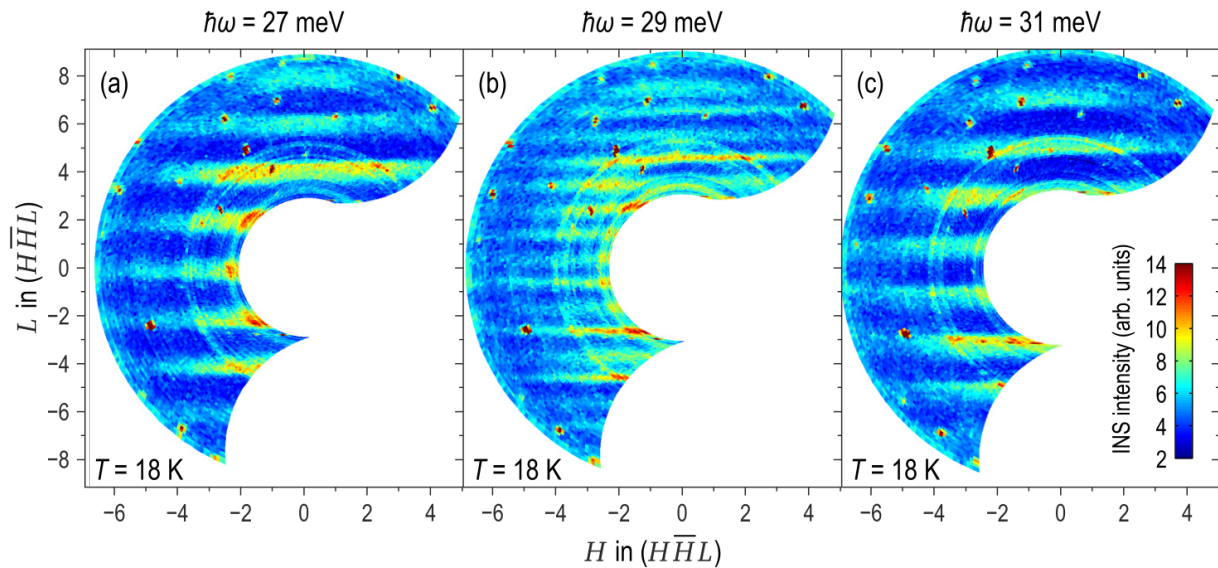 ħω = 27 meV ħω = 29 meV ħω = 31 meV
(a) (b) (c)
8
6
4
2
0
−2
−4
−6
−8
L in (HH̅L)
14
12
10
8
6
4
2
INS intensity (arb. units)
T = 18 K T = 18 K T = 18 K
−6 −4 −2 0 2 4 −6 −4 −2 0 2 4 −6 −4 −2 0 2 4
H in (HH̅L)